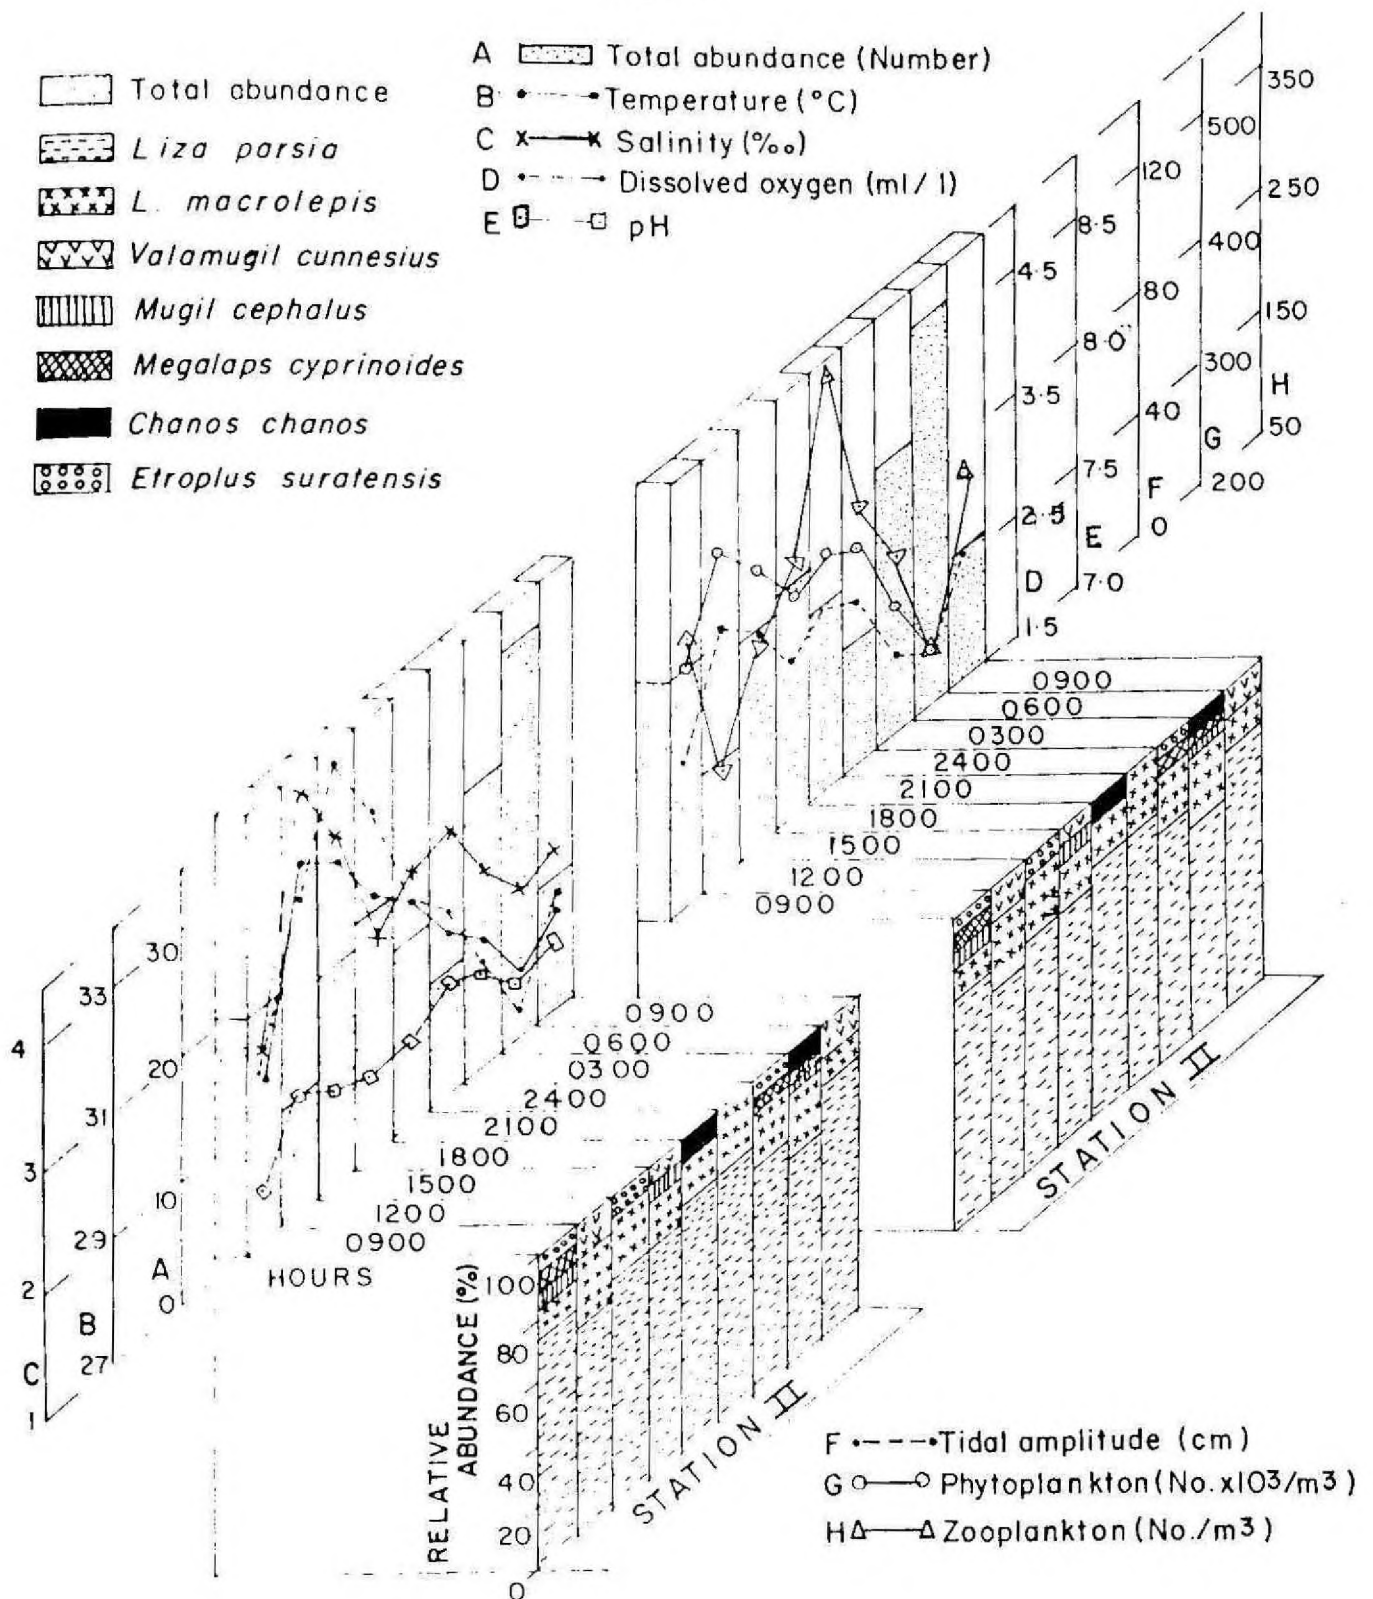 Total abundance
Liza parsia
L. macrolepis
Valamugil cunnesius
Mugil cephalus
Megalaps cyprinoides
Chanos chanos
Etroplus suratensis
A Total abundance (Number)
B Temperature (°C)
C Salinity (‰)
D Dissolved oxygen (ml/l)
E pH
350
250
150
50
H
500
400
300
200
G
120
80
40
0
F
8·5
8·0
7·5
7·0
E
4·5
3·5
2·5
1·5
D
0900
0600
0300
2400
2100
1800
1500
1200
0900
STATION II
30
20
10
0
A
33
31
29
27
B
4
3
2
1
C
0900
0600
0300
2400
2100
1800
1500
1200
0900
HOURS
RELATIVE
ABUNDANCE (%)
100
80
60
40
20
0
STATION II
F Tidal amplitude (cm)
G Phytoplankton (No. x103/m3)
H Zooplankton (No./m3)